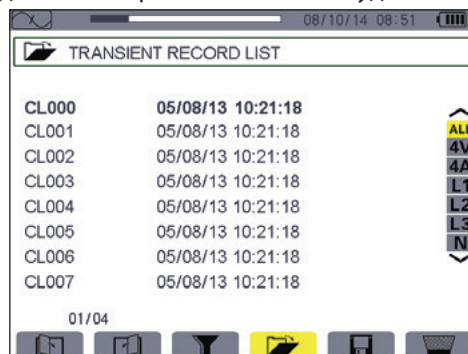 08/10/14 08:51
TRANSIENT RECORD LIST
CL000 05/08/13 10:21:18
CL001 05/08/13 10:21:18
CL002 05/08/13 10:21:18
CL003 05/08/13 10:21:18
CL004 05/08/13 10:21:18
CL005 05/08/13 10:21:18
CL006 05/08/13 10:21:18
CL007 05/08/13 10:21:18
ALL
4V
4A
L1
L2
L3
N
01/04